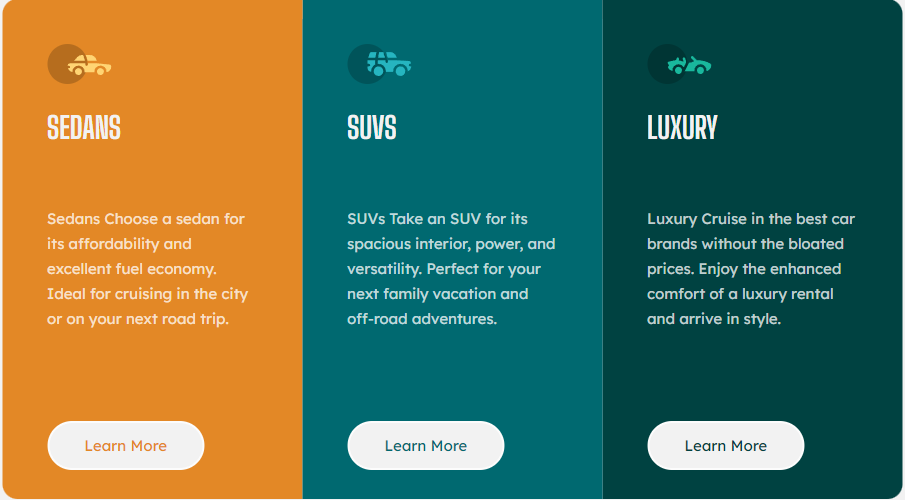 SEDANS
Sedans Choose a sedan for
its affordability and
excellent fuel economy.
Ideal for cruising in the city
or on your next road trip.
Learn More
SUVS
SUVs Take an SUV for its
spacious interior, power, and
versatility. Perfect for your
next family vacation and
off-road adventures.
Learn More
LUXURY
Luxury Cruise in the best car
brands without the bloated
prices. Enjoy the enhanced
comfort of a luxury rental
and arrive in style.
Learn More